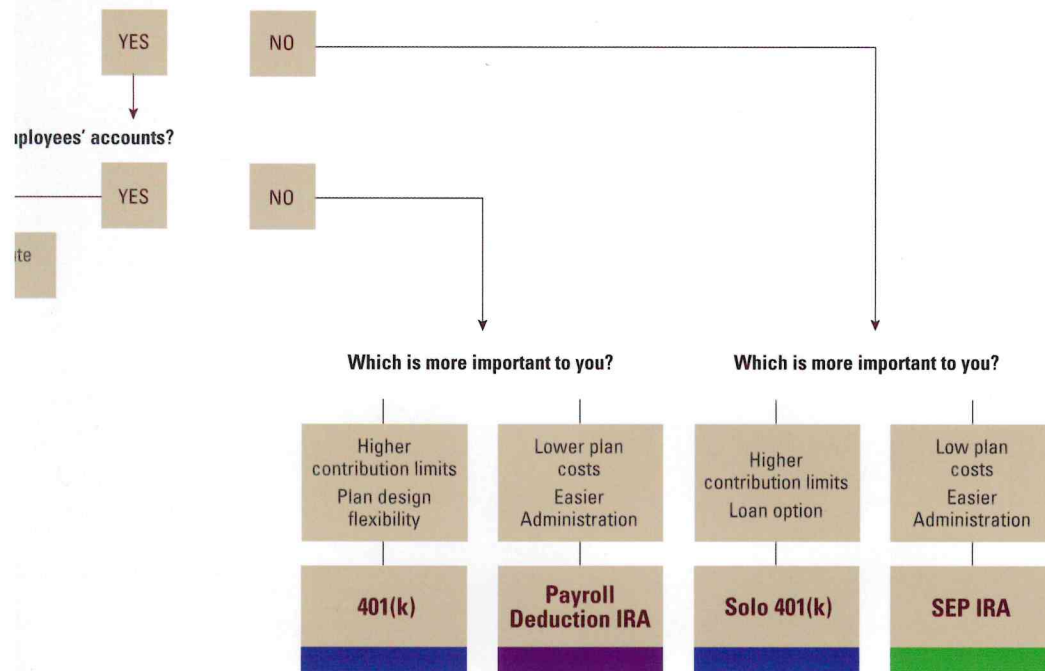 YES
NO
employees' accounts?
YES
NO
Which is more important to you?
Higher
contribution limits
Plan design
flexibility
Lower plan
costs
Easier
Administration
401(k)
Payroll
Deduction IRA
Which is more important to you?
Higher
contribution limits
Loan option
Low plan
costs
Easier
Administration
Solo 401(k)
SEP IRA